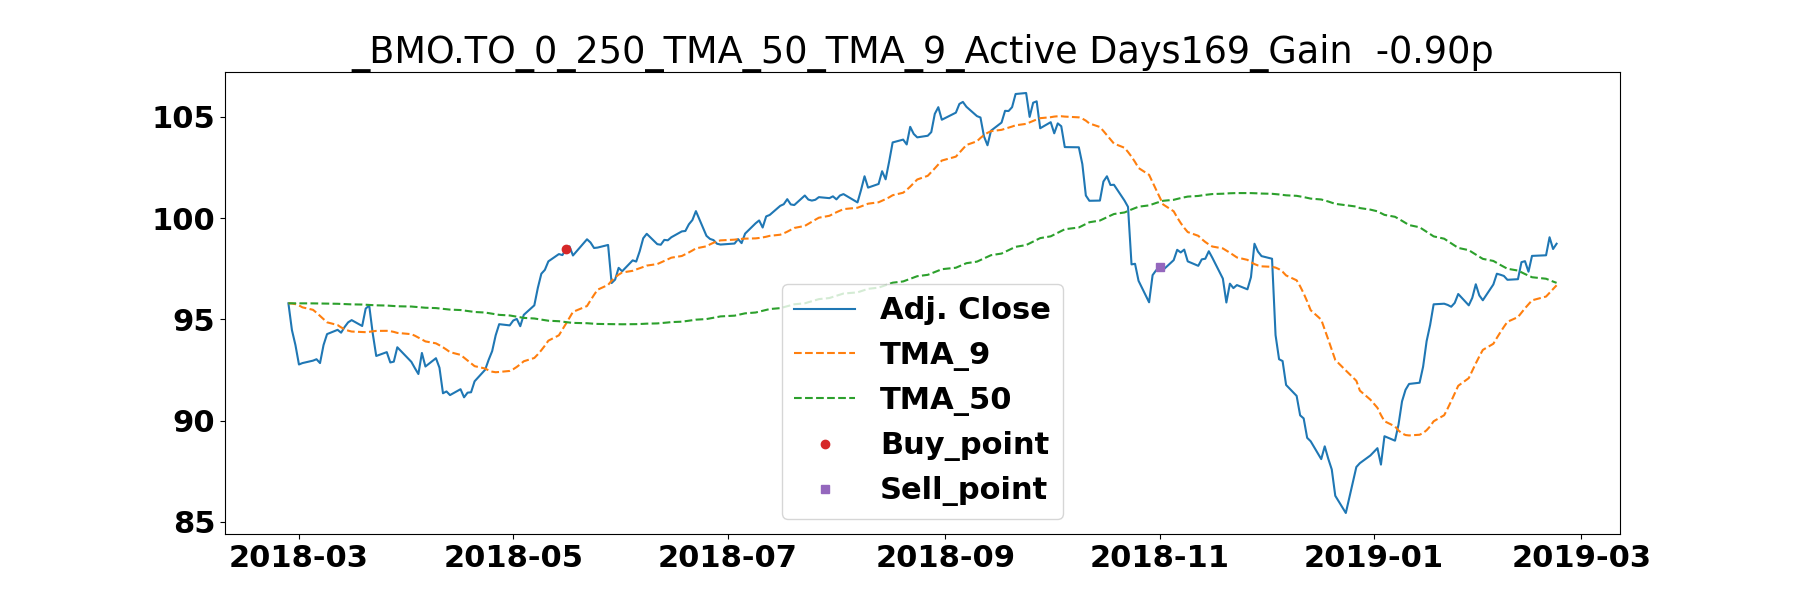 _BMO.TO_0_250_TMA_50_TMA_9_Active Days169_Gain  -0.90p
105
100
95
90
85
Adj. Close
TMA_9
TMA_50
Buy_point
Sell_point
2018-03 2018-05 2018-07 2018-09 2018-11 2019-01 2019-03